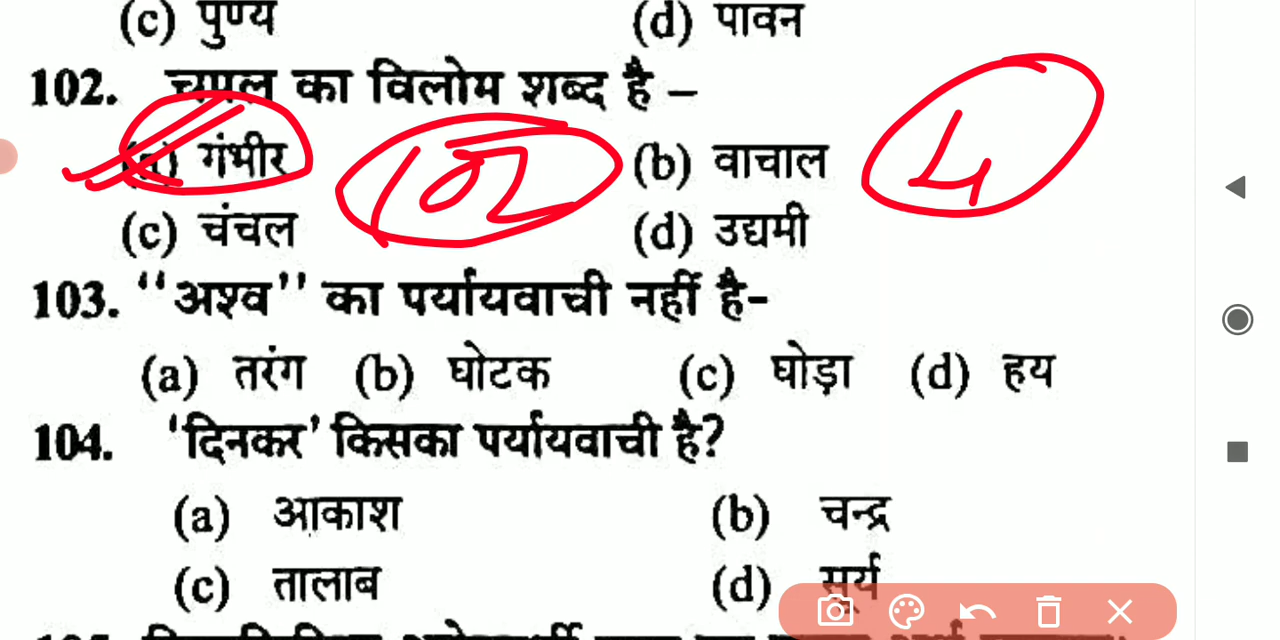 (c) पुण्य (d) पावन
102. चपल का विलोम शब्द है –
(a) गंभीर 102 (b) वाचाल 4
(c) चंचल (d) उद्यमी
103. “अश्व” का पर्यायवाची नहीं है-
(a) तरंग (b) घोटक (c) घोड़ा (d) हय
104. ‘दिनकर’ किसका पर्यायवाची है?
(a) आकाश (b) चन्द्र
(c) तालाब (d) सूर्य